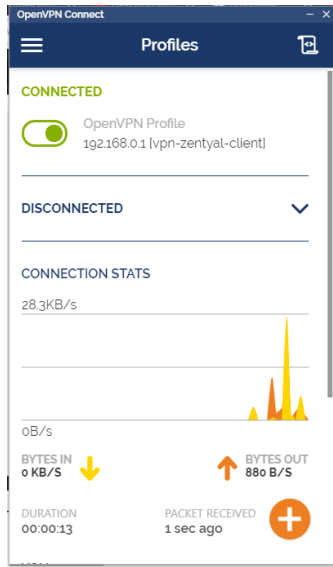 OpenVPN Connect
Profiles
CONNECTED
OpenVPN Profile
192.168.0.1 [vpn-zentyal-client]
DISCONNECTED
CONNECTION STATS
28.3KB/s
0B/s
BYTES IN
0 KB/S
BYTES OUT
880 B/S
DURATION
00:00:13
PACKET RECEIVED
1 sec ago